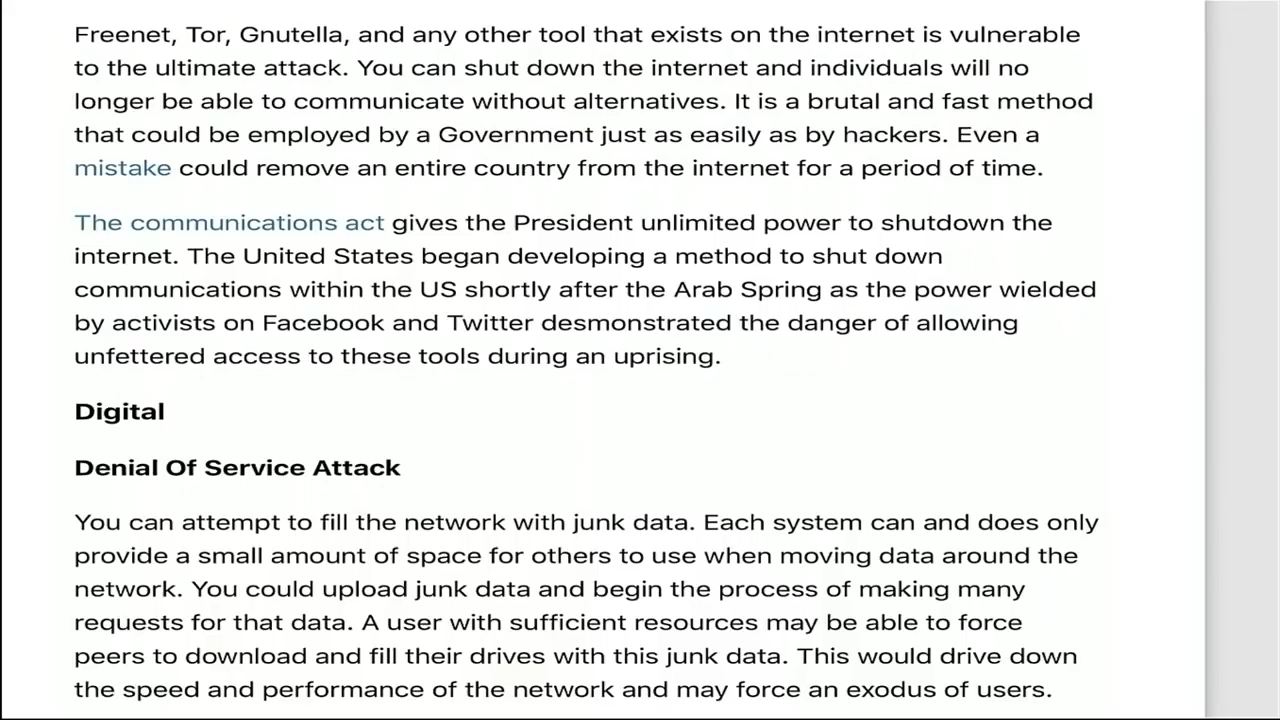 Freenet, Tor, Gnutella, and any other tool that exists on the internet is vulnerable
to the ultimate attack. You can shut down the internet and individuals will no
longer be able to communicate without alternatives. It is a brutal and fast method
that could be employed by a Government just as easily as by hackers. Even a
mistake could remove an entire country from the internet for a period of time.
The communications act gives the President unlimited power to shutdown the
internet. The United States began developing a method to shut down
communications within the US shortly after the Arab Spring as the power wielded
by activists on Facebook and Twitter desmonstrated the danger of allowing
unfettered access to these tools during an uprising.
Digital
Denial Of Service Attack
You can attempt to fill the network with junk data. Each system can and does only
provide a small amount of space for others to use when moving data around the
network. You could upload junk data and begin the process of making many
requests for that data. A user with sufficient resources may be able to force
peers to download and fill their drives with this junk data. This would drive down
the speed and performance of the network and may force an exodus of users.